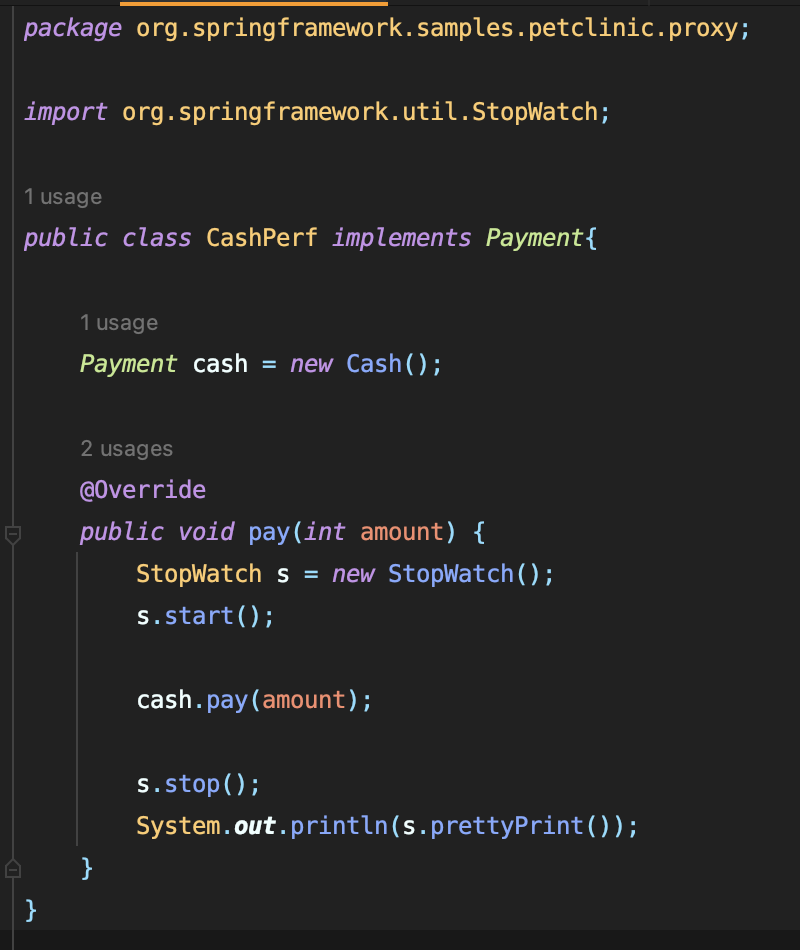 package org.springframework.samples.petclinic.proxy;
import org.springframework.util.StopWatch;
1 usage
public class CashPerf implements Payment{
1 usage
Payment cash = new Cash();
2 usages
@Override
public void pay(int amount) {
StopWatch s = new StopWatch();
s.start();
cash.pay(amount);
s.stop();
System.out.println(s.prettyPrint());
}
}